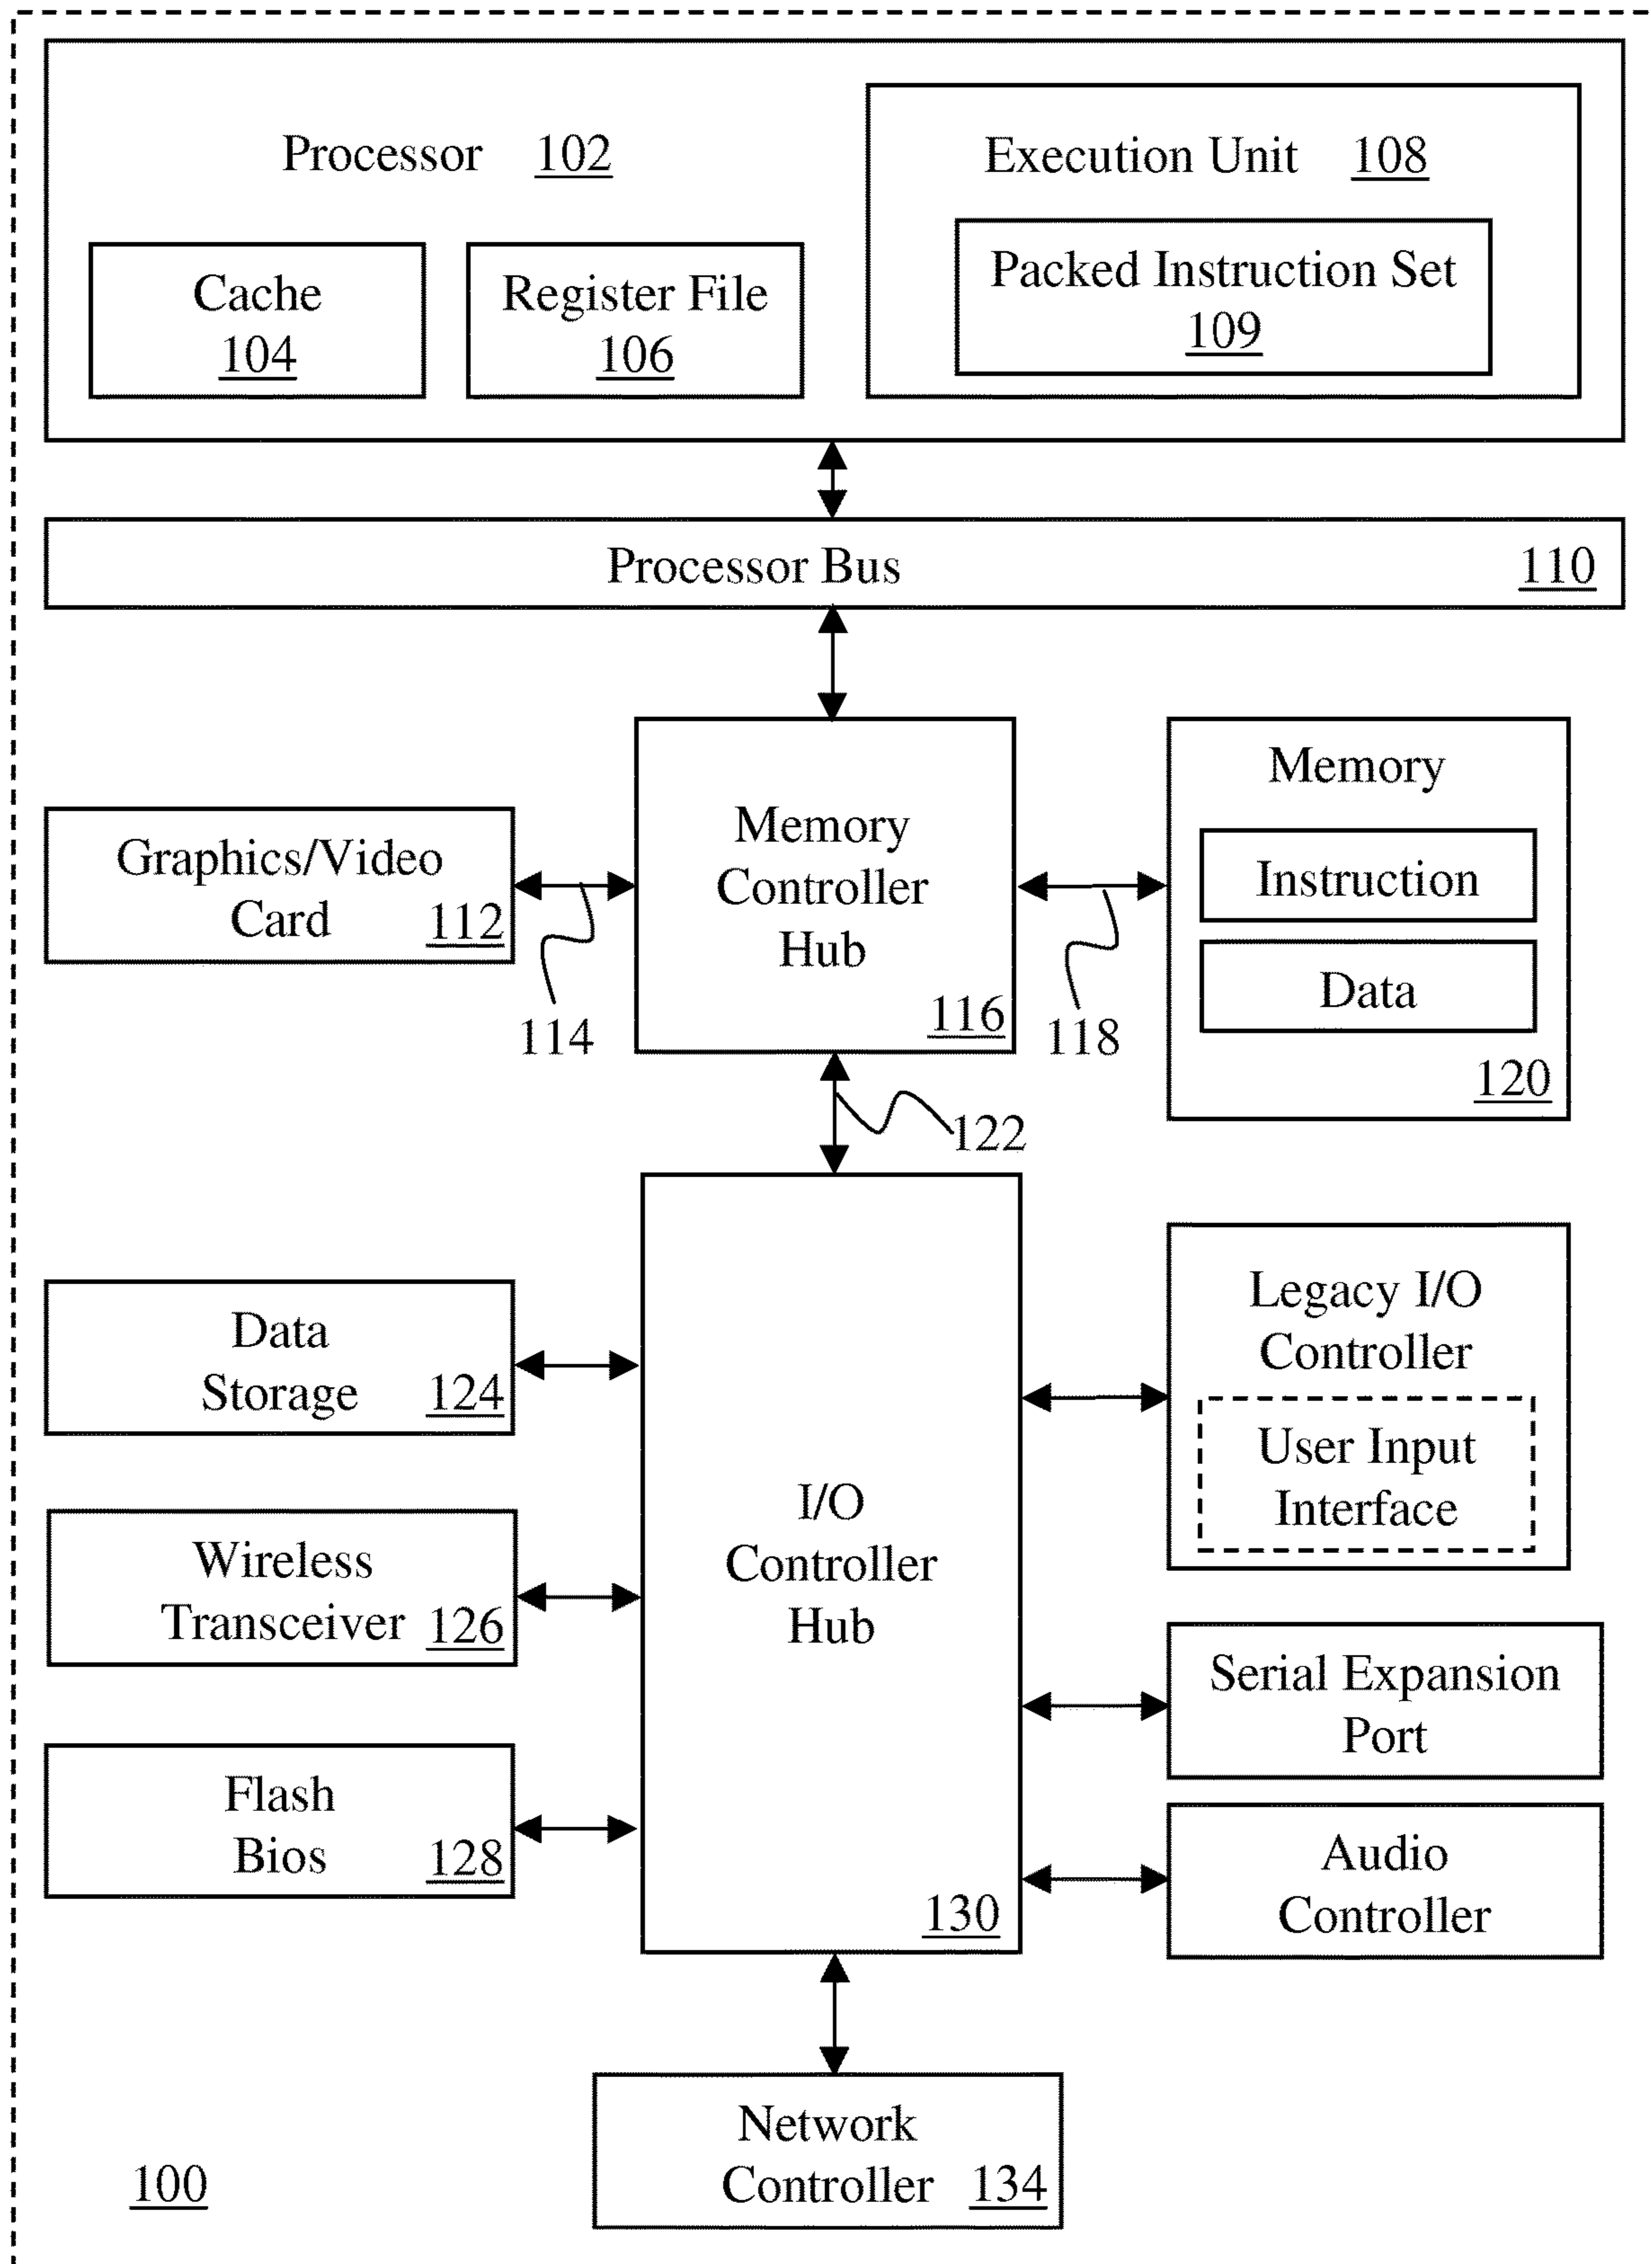 Processor 102
Execution Unit 108
Cache
104
Register File
106
Packed Instruction Set
109
Processor Bus 110
Graphics/Video
Card 112
114
Memory
Controller
Hub
116
118
Memory
Instruction
Data
120
122
Data
Storage 124
Wireless
Transceiver 126
Flash
Bios 128
I/O
Controller
Hub
130
Legacy I/O
Controller
User Input
Interface
Serial Expansion
Port
Audio
Controller
Network
Controller 134
100